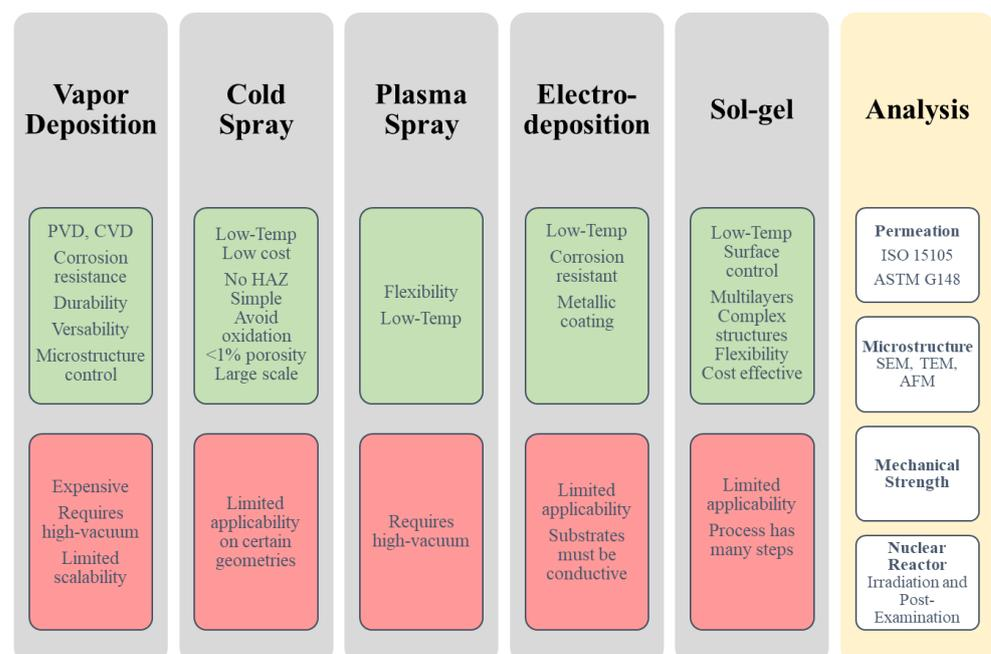 Vapor
Deposition
PVD, CVD
Corrosion
resistance
Durability
Versability
Microstructure
control
Expensive
Requires
high-vacuum
Limited
scalability
Cold
Spray
Low-Temp
Low cost
No HAZ
Simple
Avoid
oxidation
<1% porosity
Large scale
Limited
applicability
on certain
geometries
Plasma
Spray
Flexibility
Low-Temp
Requires
high-vacuum
Electro-
deposition
Low-Temp
Corrosion
resistant
Metallic
coating
Limited
applicability
Substrates
must be
conductive
Sol-gel
Low-Temp
Surface
control
Multilayers
Complex
structures
Flexibility
Cost effective
Limited
applicability
Process has
many steps
Analysis
Permeation
ISO 15105
ASTM G148
Microstructure
SEM, TEM,
AFM
Mechanical
Strength
Nuclear
Reactor
Irradiation and
Post-
Examination